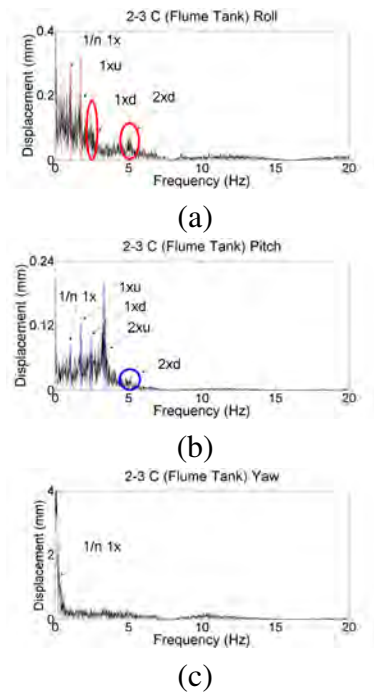 2-3 C (Flume Tank) Roll
0.4
1/n 1x
1xu
0.2
1xd
2xd
0
0 5 10 15 20
Displacement (mm)
Frequency (Hz)
(a)
2-3 C (Flume Tank) Pitch
0.24
1xu
1/n 1x
1xd
0.12
2xu
2xd
0
0 5 10 15 20
Displacement (mm)
Frequency (Hz)
(b)
2-3 C (Flume Tank) Yaw
4
1/n 1x
2
0
0 5 10 15 20
Displacement (mm)
Frequency (Hz)
(c)